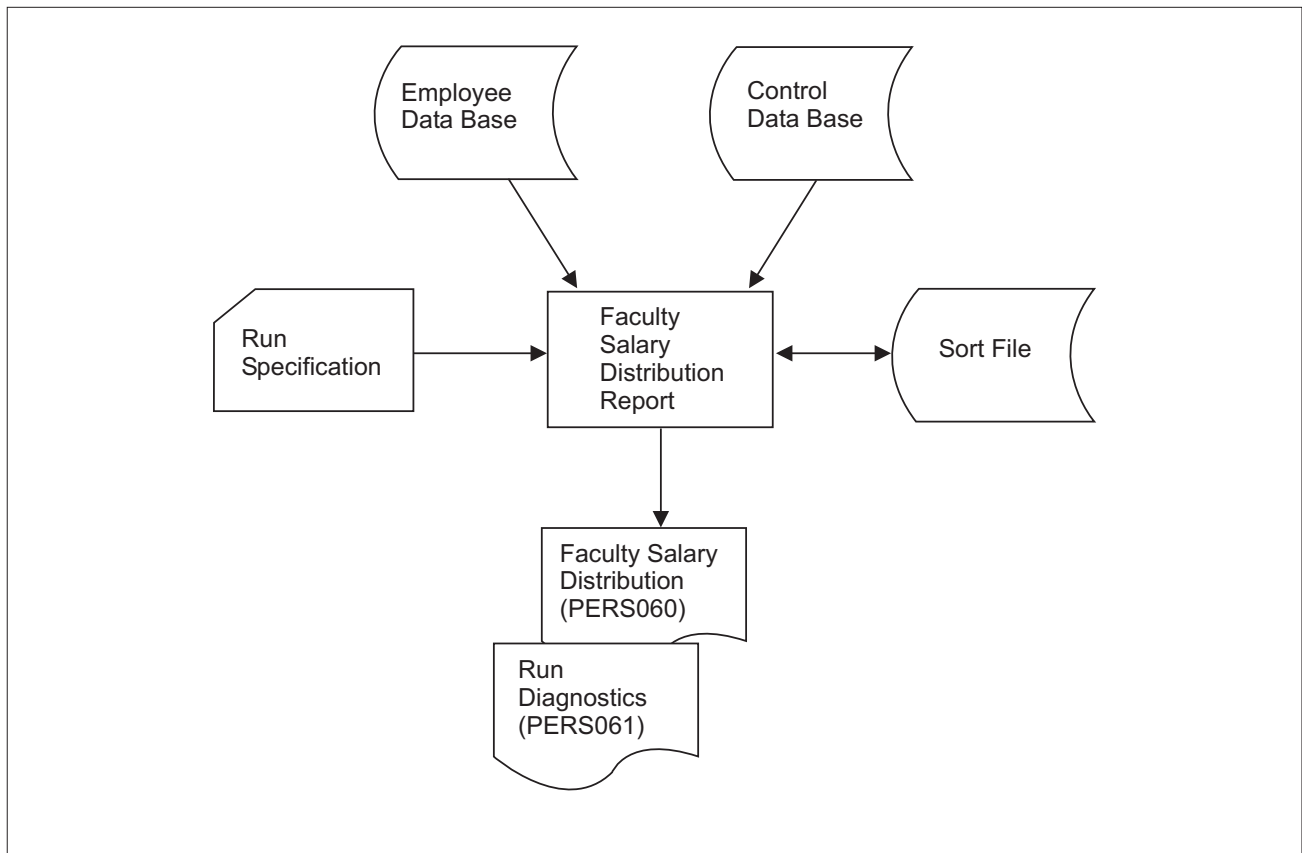 Employee
Data Base
Control
Data Base
Run
Specification
Faculty
Salary
Distribution
Report
Sort File
Faculty Salary
Distribution
(PERS060)
Run
Diagnostics
(PERS061)